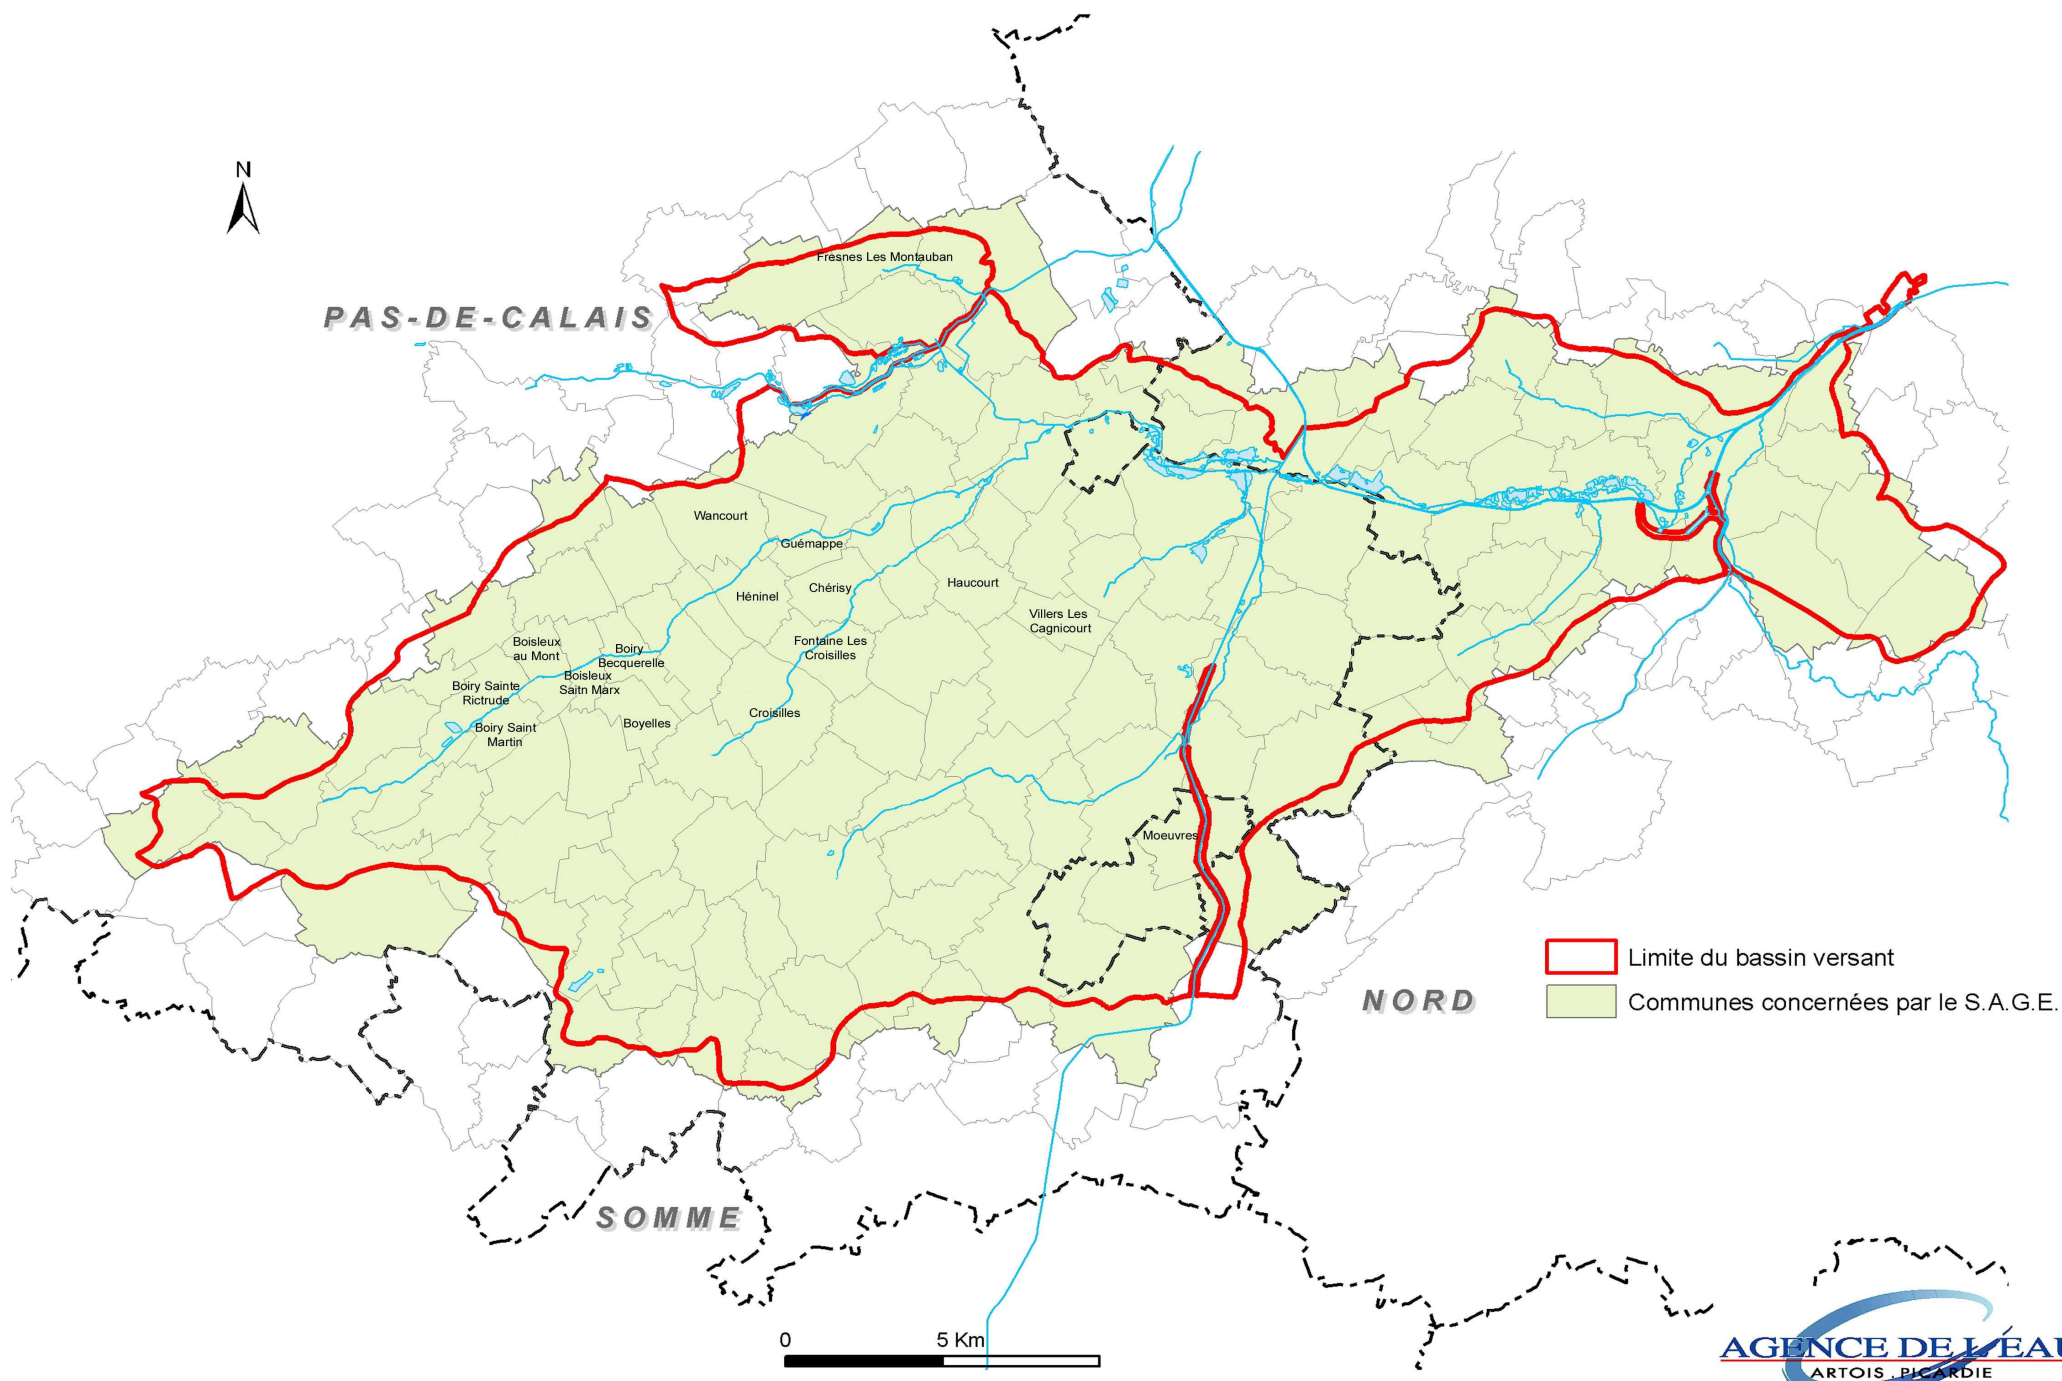 N
Fresnes Les Montauban
PAS-DE-CALAIS
Wancourt
Guémappe
Héninel
Chérisy
Haucourt
Villers Les
Cagnicourt
Boisleux
au Mont
Boiry
Becquerelle
Fontaine Les
Croisilles
Boisleux
Saitn Marx
Boiry Sainte
Rictrude
Boiry Saint
Martin
Boyelles
Croisilles
Moeuvres
Limite du bassin versant
Communes concernées par le S.A.G.E.
NORD
SOMME
0 5 Km
AGENCE DE L'EAU
ARTOIS . PICARDIE